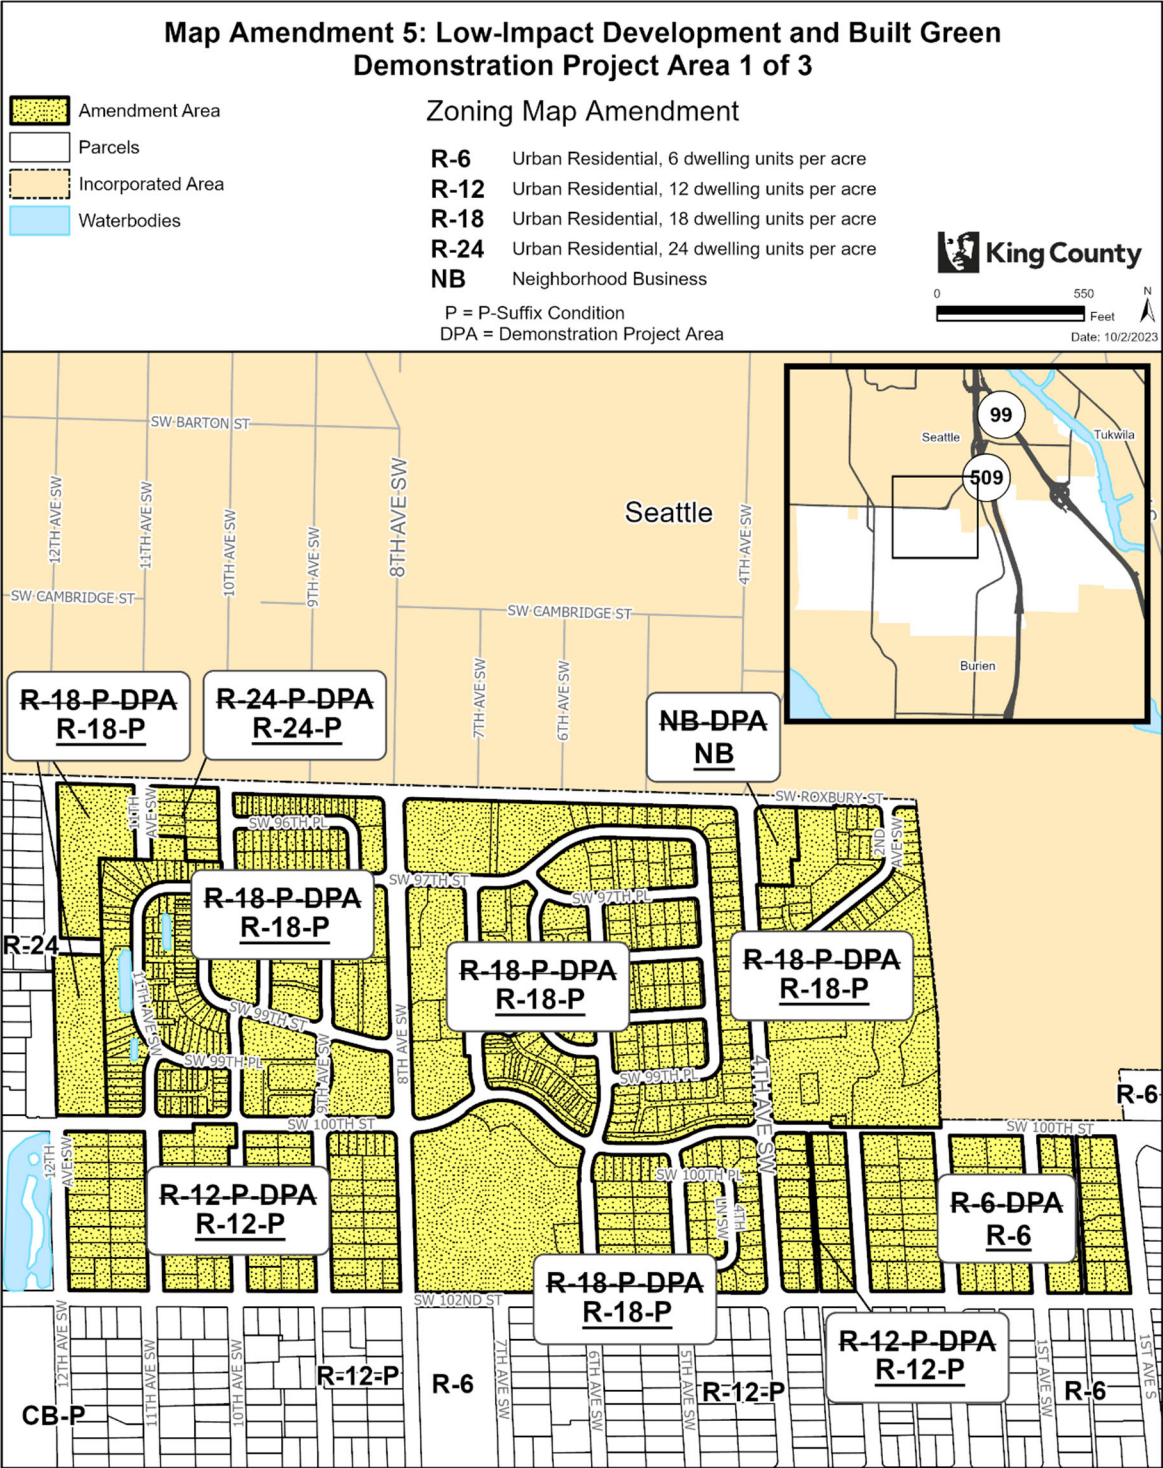 Map Amendment 5: Low-Impact Development and Built Green
Demonstration Project Area 1 of 3
Amendment Area
Parcels
Incorporated Area
Waterbodies
Zoning Map Amendment
R-6 Urban Residential, 6 dwelling units per acre
R-12 Urban Residential, 12 dwelling units per acre
R-18 Urban Residential, 18 dwelling units per acre
R-24 Urban Residential, 24 dwelling units per acre
NB Neighborhood Business
P = P-Suffix Condition
DPA = Demonstration Project Area
King County
0 550
Feet
N
Date: 10/2/2023
SW BARTON ST
12TH AVE SW
11TH AVE SW
10TH AVE SW
9TH AVE SW
8TH AVE SW
Seattle
4TH AVE SW
SW CAMBRIDGE ST
SW CAMBRIDGE ST
7TH AVE SW
6TH AVE SW
99
Seattle
Tukwila
509
Burien
R-18-P-DPA
R-18-P
R-24-P-DPA
R-24-P
NB-DPA
NB
SW ROXBURY ST
11TH
AVE SW
SW 96TH PL
2ND
AVE SW
SW 97TH ST
SW 97TH PL
R-18-P-DPA
R-18-P
R-24
R-18-P-DPA
R-18-P
R-18-P-DPA
R-18-P
11TH AVE SW
SW 99TH ST
SW 99TH PL
9TH AVE SW
8TH AVE SW
SW 99TH PL
4TH AVE SW
R-6
SW 100TH ST
SW 100TH ST
12TH
AVE SW
R-12-P-DPA
R-12-P
SW 100TH PL
4TH
LN SW
R-6-DPA
R-6
R-18-P-DPA
R-18-P
SW 102ND ST
R-12-P-DPA
R-12-P
12TH AVE SW
11TH AVE SW
10TH AVE SW
R-12-P
R-6
7TH AVE SW
6TH AVE SW
5TH AVE SW
R-12-P
1ST AVE SW
R-6
1ST AVE S
CB-P